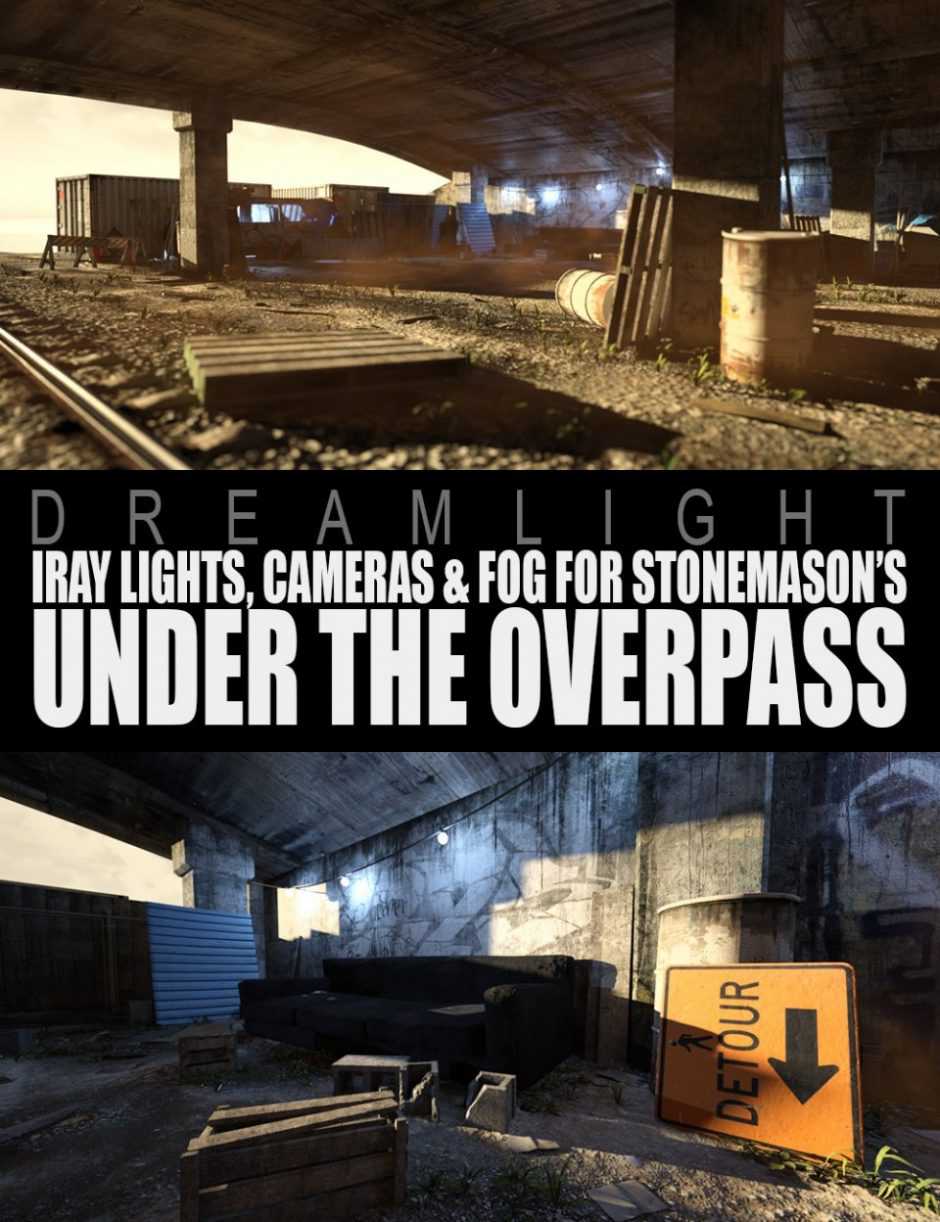 DREAMLIGHT
IRAY LIGHTS, CAMERAS & FOG FOR STONEMASON'S
UNDER THE OVERPASS
DETOUR